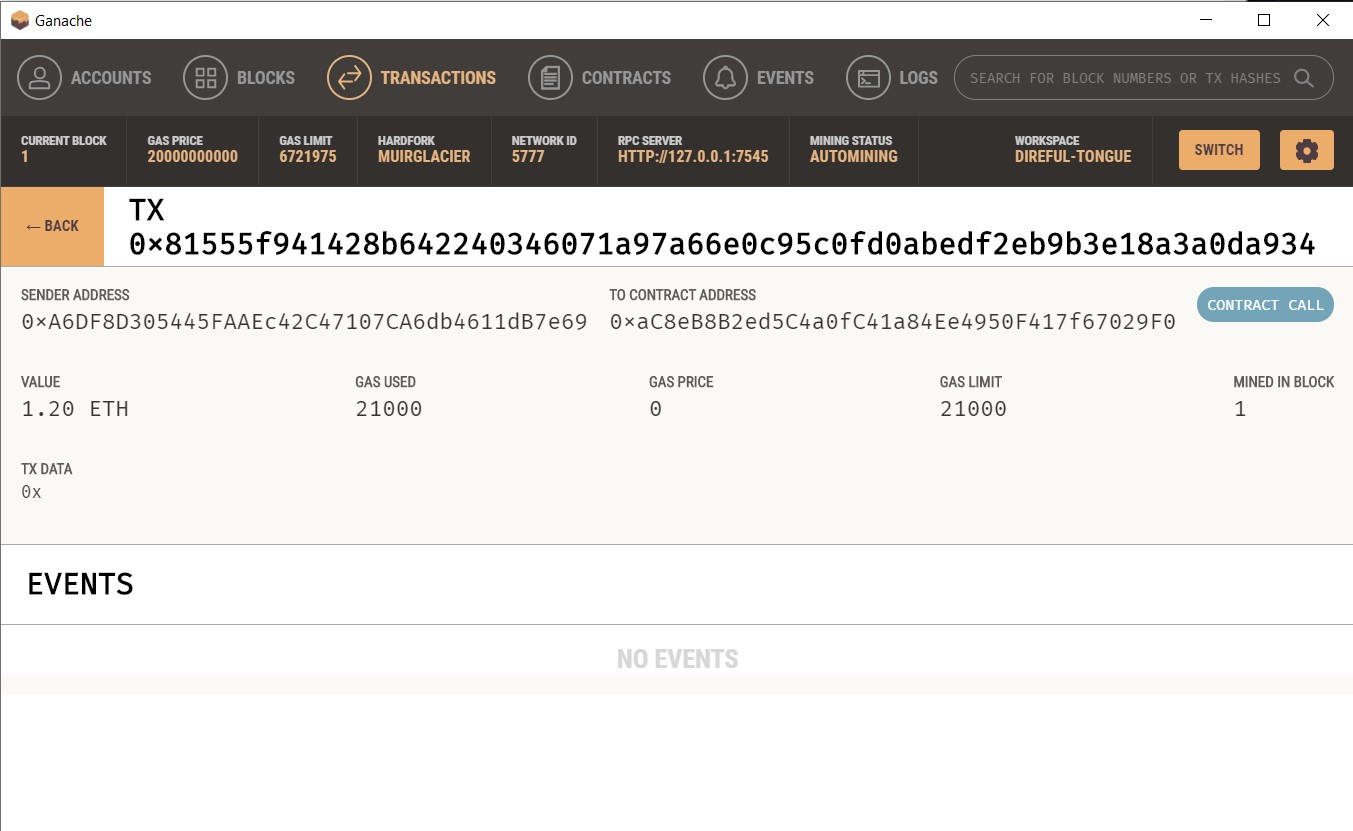 Ganache
ACCOUNTS BLOCKS TRANSACTIONS CONTRACTS EVENTS LOGS SEARCH FOR BLOCK NUMBERS OR TX HASHES
CURRENT BLOCK GAS PRICE GAS LIMIT HARDFORK NETWORK ID RPC SERVER MINING STATUS WORKSPACE
1 20000000000 6721975 MUIRGLACIER 5777 HTTP://127.0.0.1:7545 AUTOMINING DIREFUL-TONGUE
SWITCH
← BACK
TX
0×81555f941428b642240346071a97a66e0c95c0fd0abedf2eb9b3e18a3a0da934
SENDER ADDRESS TO CONTRACT ADDRESS
0×A6DF8D305445FAAEc42C47107CA6db4611dB7e69 0×aC8eB8B2ed5C4a0fC41a84Ee4950F417f67029F0
CONTRACT CALL
VALUE GAS USED GAS PRICE GAS LIMIT MINED IN BLOCK
1.20 ETH 21000 0 21000 1
TX DATA
0x
EVENTS
NO EVENTS